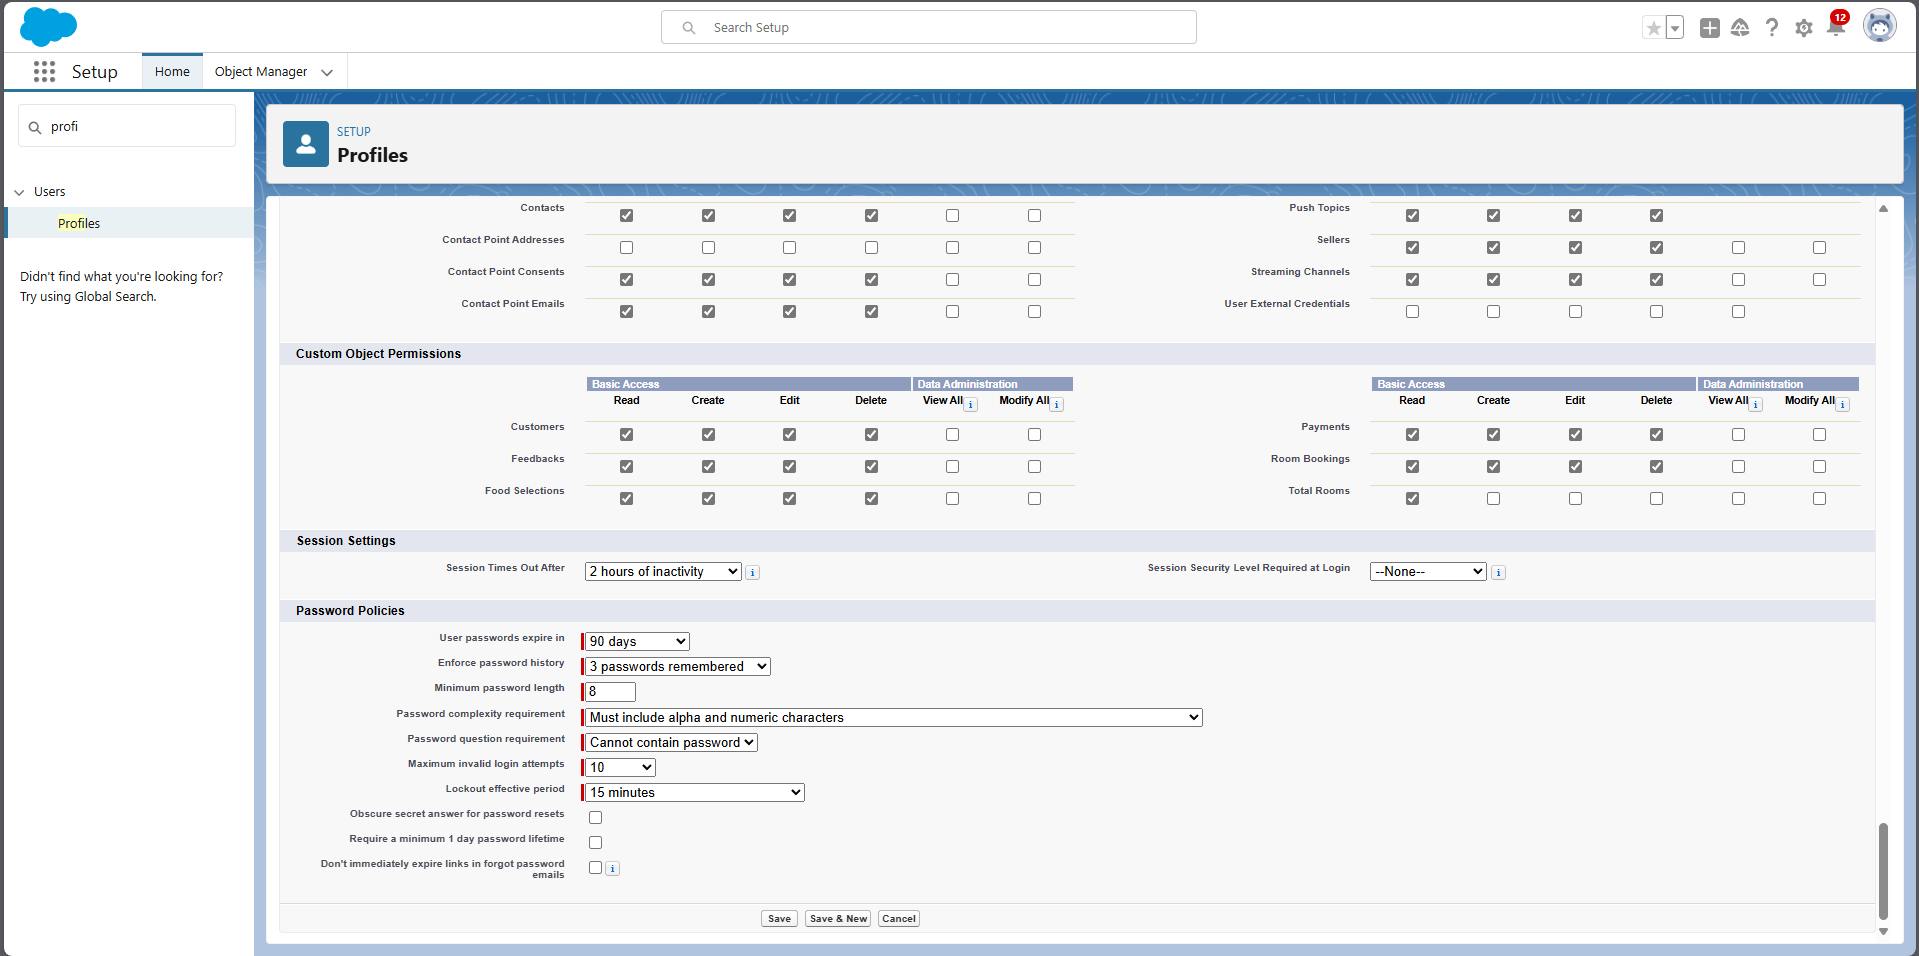 Search Setup
12
Setup
Home
Object Manager
profi
Users
Profiles
Didn't find what you're looking for?
Try using Global Search.
SETUP
Profiles
Contacts
Push Topics
Contact Point Addresses
Sellers
Contact Point Consents
Streaming Channels
Contact Point Emails
User External Credentials
Custom Object Permissions
Basic Access Data Administration Basic Access Data Administration
Read Create Edit Delete View All i Modify All i Read Create Edit Delete View All i Modify All i
Customers Payments
Feedbacks Room Bookings
Food Selections Total Rooms
Session Settings
Session Times Out After 2 hours of inactivity i Session Security Level Required at Login --None-- i
Password Policies
User passwords expire in 90 days
Enforce password history 3 passwords remembered
Minimum password length 8
Password complexity requirement Must include alpha and numeric characters
Password question requirement Cannot contain password
Maximum invalid login attempts 10
Lockout effective period 15 minutes
Obscure secret answer for password resets
Require a minimum 1 day password lifetime
Don't immediately expire links in forgot password i
emails
Save Save & New Cancel